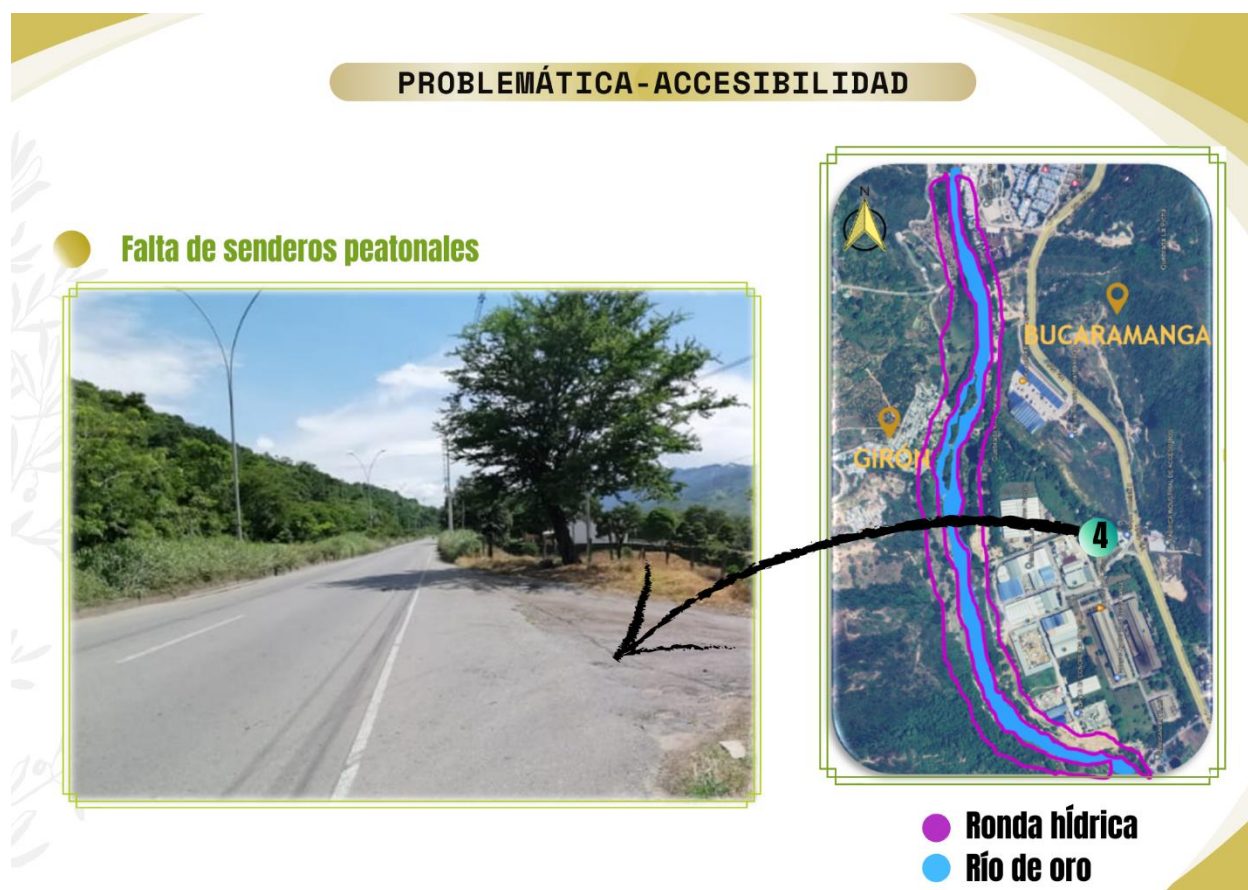 PROBLEMÁTICA-ACCESIBILIDAD
Falta de senderos peatonales
N
BUCARAMANGA
GIRÓN
4
Ronda hídrica
Río de oro